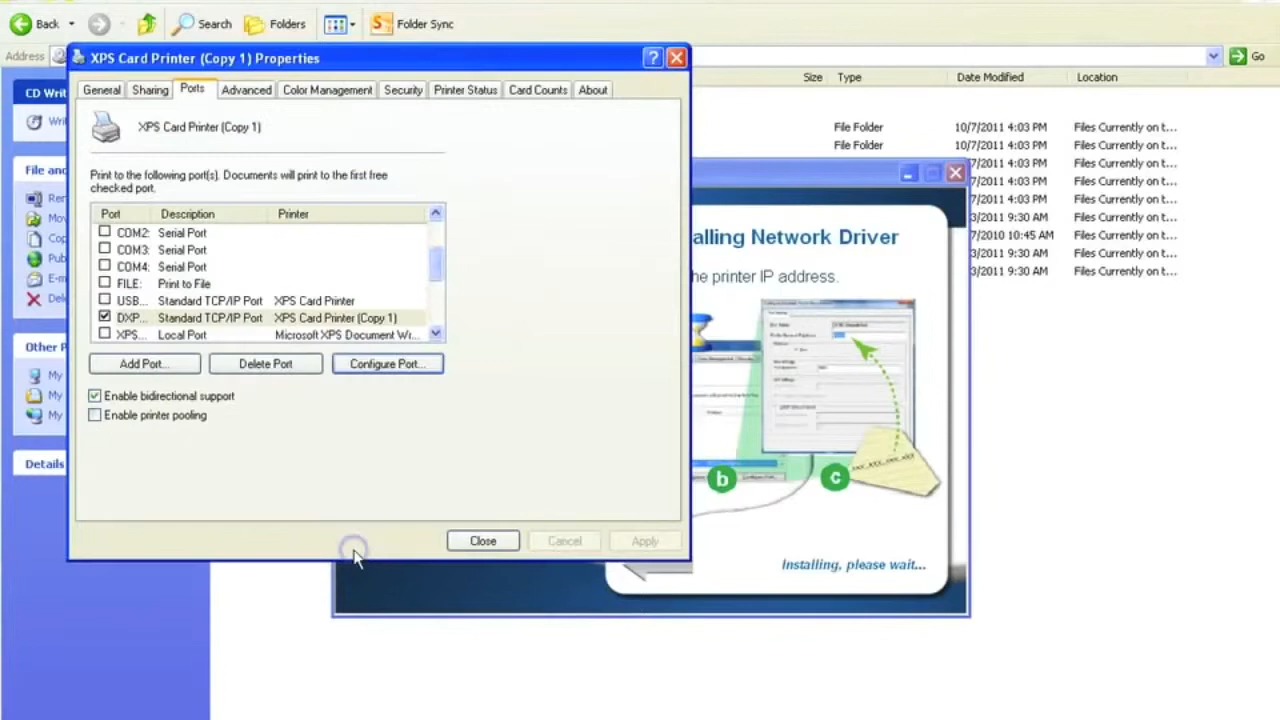 Back
Search
Folders
Folder Sync
Address
Go
XPS Card Printer (Copy 1) Properties
Size Type Date Modified Location
General Sharing Ports Advanced Color Management Security Printer Status Card Counts About
CD Writ
Writ
XPS Card Printer (Copy 1)
File Folder 10/7/2011 4:03 PM Files Currently on t...
File Folder 10/7/2011 4:03 PM Files Currently on t...
7/2011 4:03 PM Files Currently on t...
7/2011 4:03 PM Files Currently on t...
7/2011 4:03 PM Files Currently on t...
3/2011 9:30 AM Files Currently on t...
7/2010 10:45 AM Files Currently on t...
3/2011 9:30 AM Files Currently on t...
3/2011 9:30 AM Files Currently on t...
File and
Ren
Mov
Cop
Pub
E-m
Dele
Print to the following port(s). Documents will print to the first free
checked port.
Port Description Printer
COM2: Serial Port
COM3: Serial Port
COM4: Serial Port
FILE: Print to File
USB... Standard TCP/IP Port XPS Card Printer
DXP... Standard TCP/IP Port XPS Card Printer (Copy 1)
XPS... Local Port Microsoft XPS Document Wr...
Add Port... Delete Port Configure Port...
Enable bidirectional support
Enable printer pooling
Other P
My
My
My
Details
Close Cancel Apply
alling Network Driver
he printer IP address.
b
c
Installing, please wait...